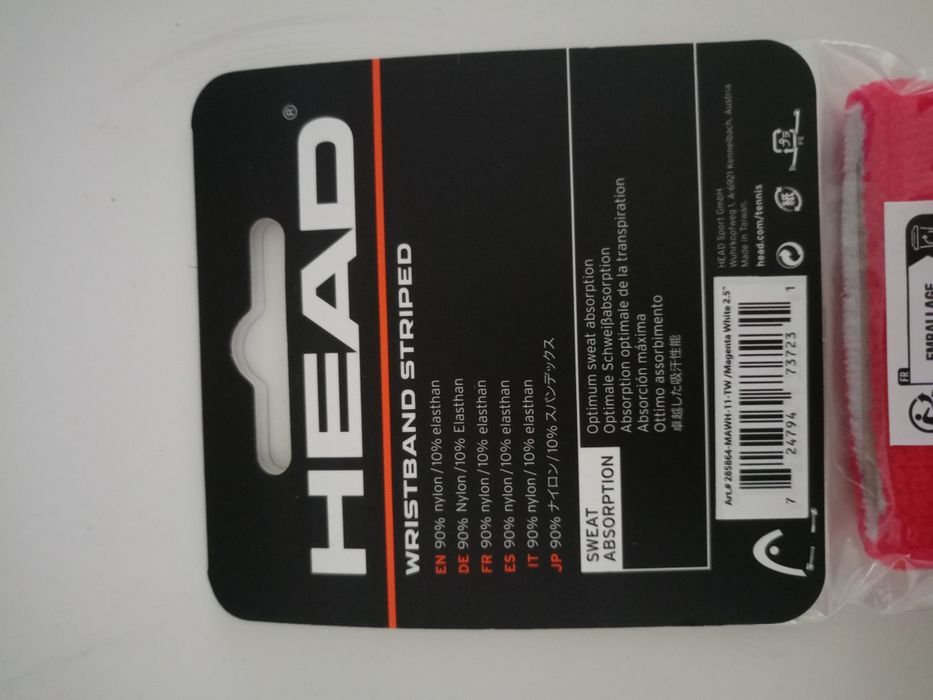 HEAD®
WRISTBAND STRIPED
EN 90% nylon/10% elasthan
DE 90% Nylon/10% Elasthan
FR 90% nylon/10% elasthan
ES 90% nylon/10% elasthan
IT 90% nylon/10% elasthan
JP 90% ナイロン/10% スパンデックス
SWEAT
ABSORPTION
Optimum sweat absorption
Optimale Schweißabsorption
Absorption optimale de la transpiration
Absorción máxima
Ottimo assorbimento
卓越した吸汗性能
HEAD Sport GmbH
Wuhrkopfweg 1, A-6921 Kennelbach, Austria
Made in Taiwan.
head.com/tennis
紙
プラ
PE
Art.# 285864-MAWH-11-TW /Magenta White 2.5"
7 24794 73723 1
FR
EMBALLAGE